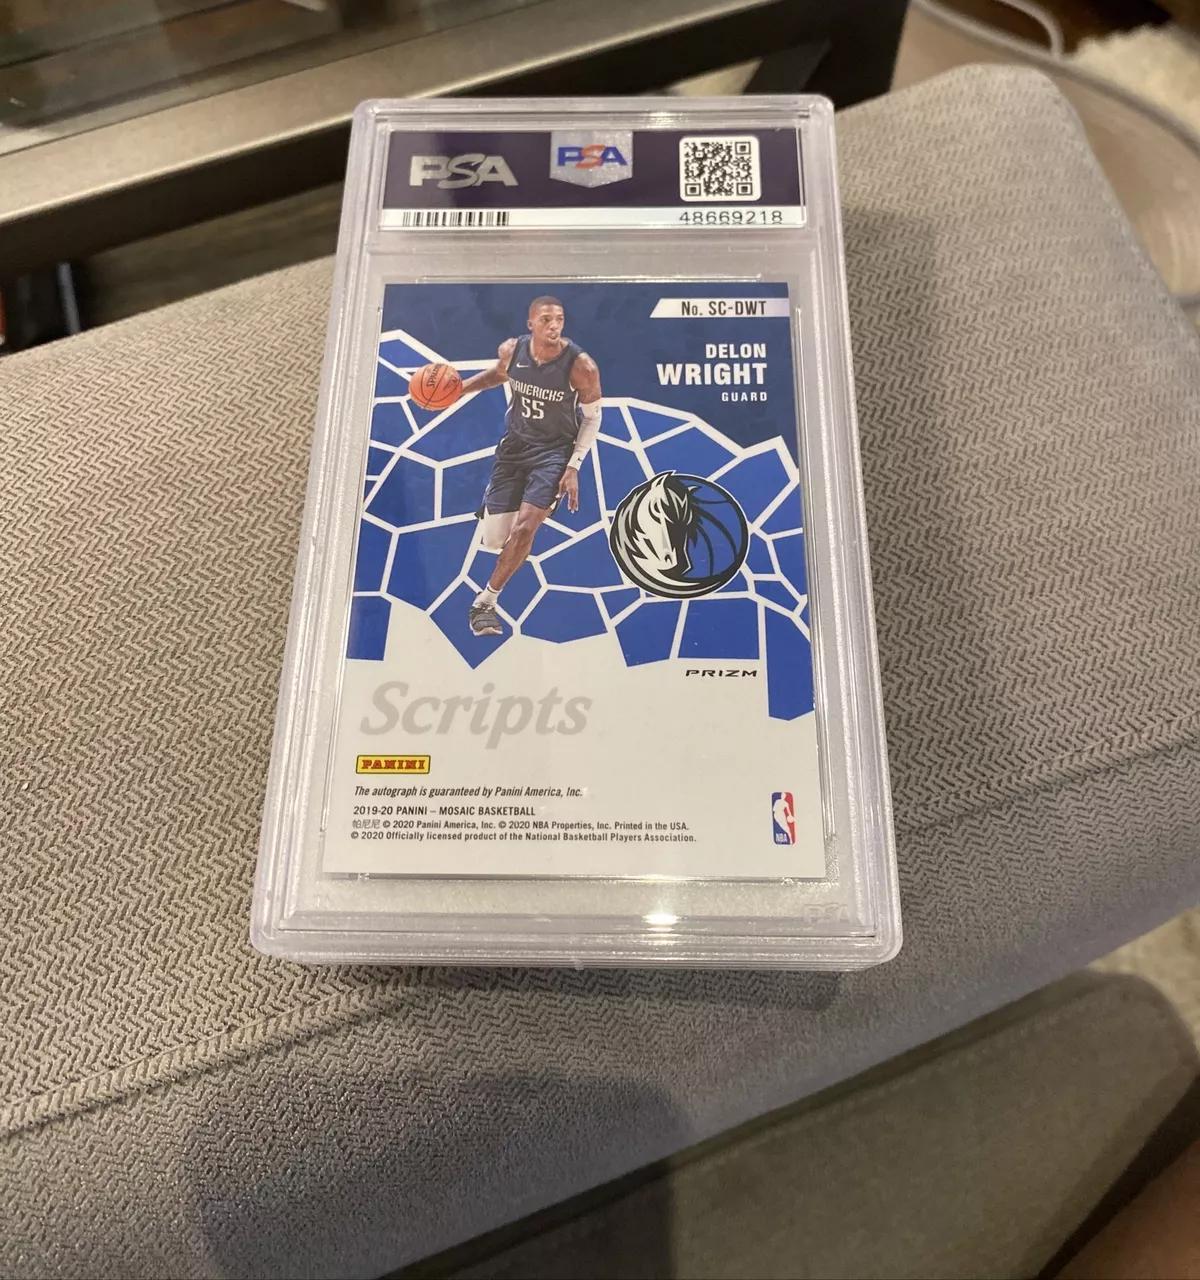 PSA
PSA
48669218
No. SC-DWT
DELON
WRIGHT
GUARD
SPALDING
MAVERICKS
55
PRIZM
Scripts
PANINI
The autograph is guaranteed by Panini America, Inc.
2019-20 PANINI – MOSAIC BASKETBALL
帕尼尼 © 2020 Panini America, Inc. © 2020 NBA Properties, Inc. Printed in the USA.
© 2020 Officially licensed product of the National Basketball Players Association.
NBA
PSA